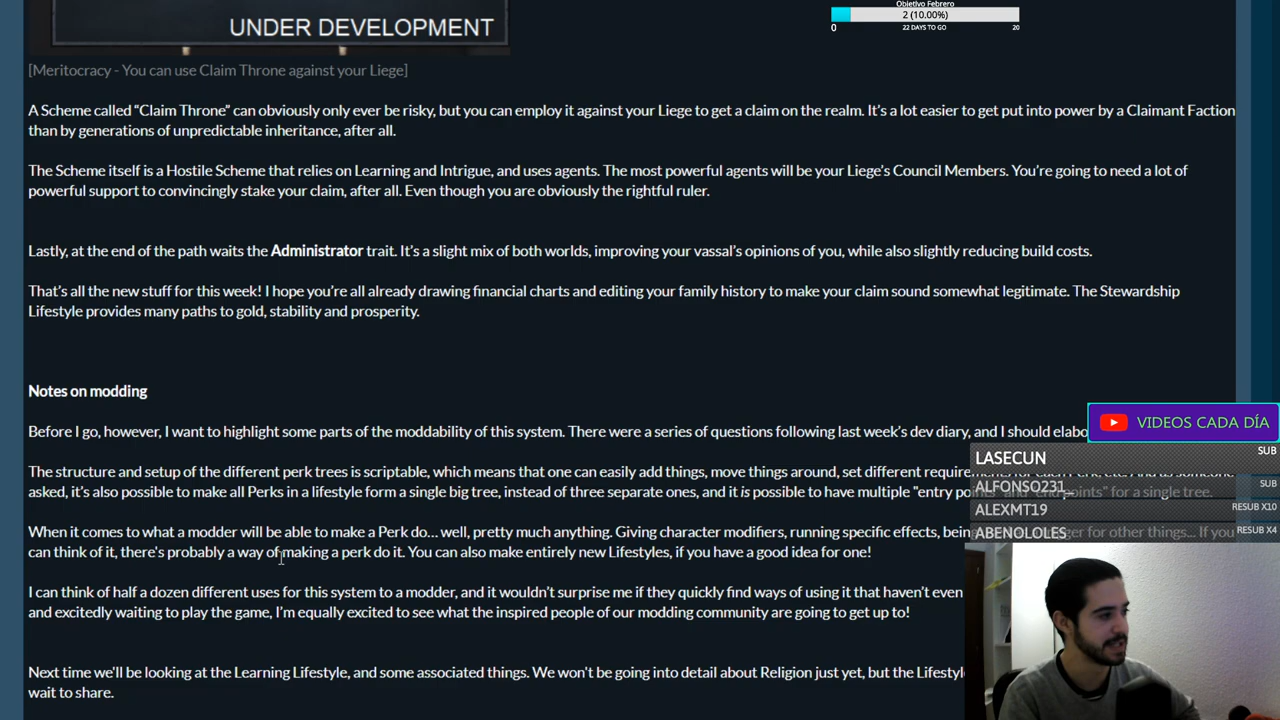 UNDER DEVELOPMENT
Obletivo Febrero
2 (10.00%)
0
22 DAYS TO GO
20
[Meritocracy - You can use Claim Throne against your Liege]
A Scheme called “Claim Throne” can obviously only ever be risky, but you can employ it against your Liege to get a claim on the realm. It’s a lot easier to get put into power by a Claimant Faction
than by generations of unpredictable inheritance, after all.
The Scheme itself is a Hostile Scheme that relies on Learning and Intrigue, and uses agents. The most powerful agents will be your Liege’s Council Members. You’re going to need a lot of
powerful support to convincingly stake your claim, after all. Even though you are obviously the rightful ruler.
Lastly, at the end of the path waits the Administrator trait. It’s a slight mix of both worlds, improving your vassal’s opinions of you, while also slightly reducing build costs.
That’s all the new stuff for this week! I hope you’re all already drawing financial charts and editing your family history to make your claim sound somewhat legitimate. The Stewardship
Lifestyle provides many paths to gold, stability and prosperity.
Notes on modding
Before I go, however, I want to highlight some parts of the moddability of this system. There were a series of questions following last week’s dev diary, and I should elabo
The structure and setup of the different perk trees is scriptable, which means that one can easily add things, move things around, set different requirements for each Perk, etc. And as someone
asked, it’s also possible to make all Perks in a lifestyle form a single big tree, instead of three separate ones, and it is possible to have multiple "entry points" and "end points" for a single tree.
When it comes to what a modder will be able to make a Perk do... well, pretty much anything. Giving character modifiers, running specific effects, being for other things... If you
can think of it, there's probably a way of making a perk do it. You can also make entirely new Lifestyles, if you have a good idea for one!
I can think of half a dozen different uses for this system to a modder, and it wouldn’t surprise me if they quickly find ways of using it that haven’t even
and excitedly waiting to play the game, I’m equally excited to see what the inspired people of our modding community are going to get up to!
Next time we'll be looking at the Learning Lifestyle, and some associated things. We won't be going into detail about Religion just yet, but the Lifestyl
wait to share.
VIDEOS CADA DÍA
LASECUN SUB
ALFONSO231_ SUB
ALEXMT19 RESUB X10
ABENOLOLES RESUB X4